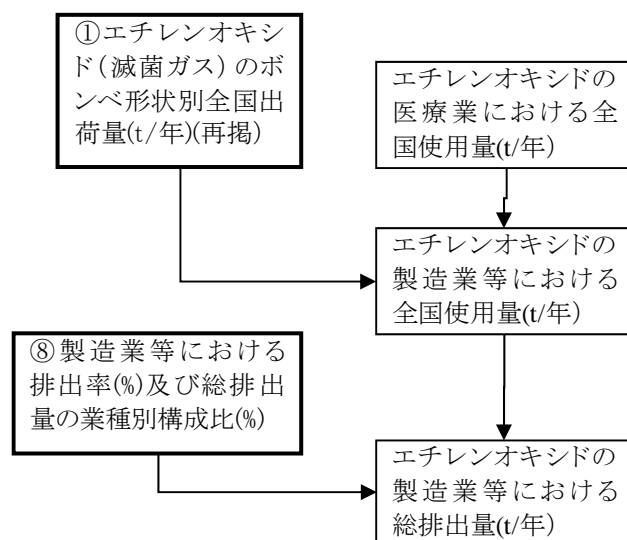 ①エチレンオキシ
ド(滅菌ガス)のボ
ンベ形状別全国出
荷量(t/年)(再掲)
エチレンオキシドの
医療業における全
国使用量(t/年)
エチレンオキシドの
製造業等における
全国使用量(t/年)
⑧製造業等における
排出率(%)及び総排出
量の業種別構成比(%)
エチレンオキシドの
製造業等における
総排出量(t/年)